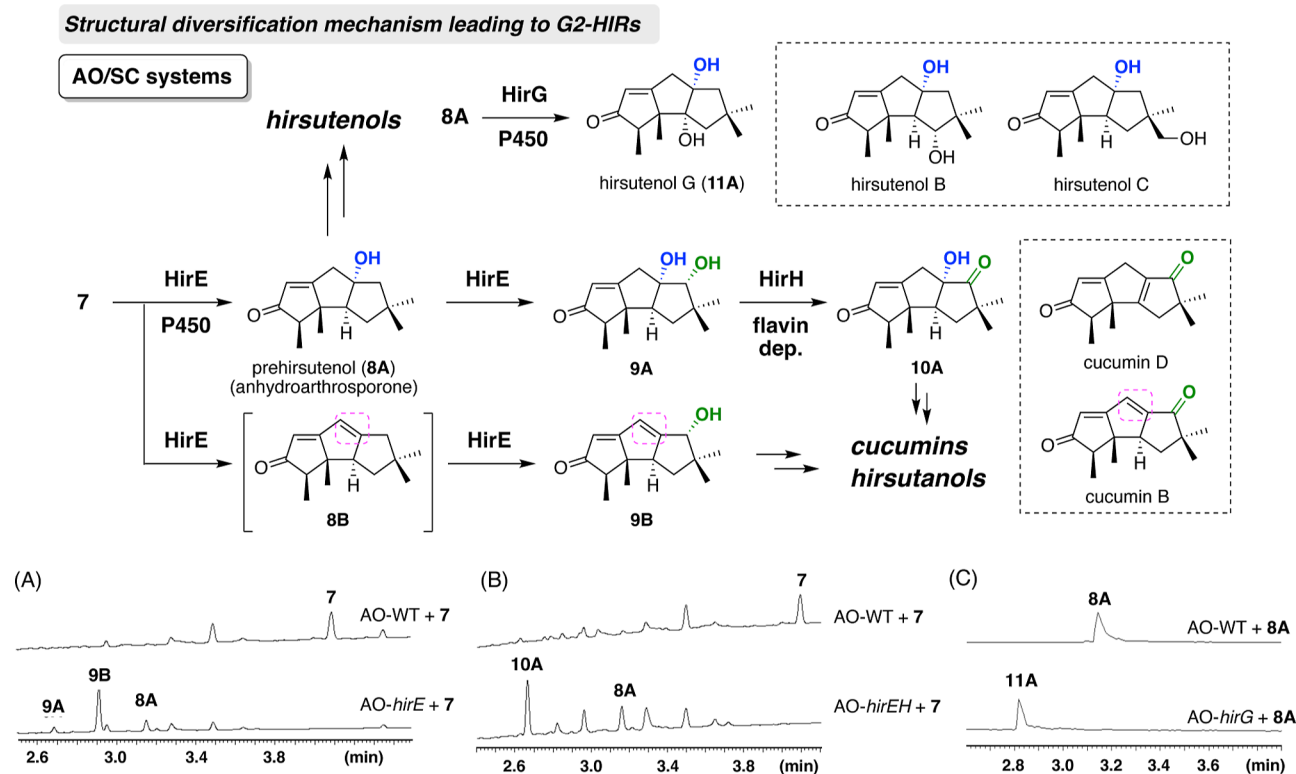 Structural diversification mechanism leading to G2-HIRs
AO/SC systems
hirsutenols
8A
HirG
P450
OH
O
OH
hirsutenol G (11A)
OH
O
H
OH
hirsutenol B
OH
O
H
OH
hirsutenol C
7
HirE
P450
OH
O
H
prehirsutenol (8A)
(anhydroarthrosporone)
HirE
OH
OH
O
H
9A
HirH
flavin
dep.
OH
O
O
H
10A
O
O
cucumin D
HirE
O
H
8B
HirE
OH
O
H
9B
cucumins
hirsutanols
O
O
H
cucumin B
(A)
7
AO-WT + 7
9A
9B
8A
AO-hirE + 7
2.6 3.0 3.4 3.8 (min)
(B)
7
AO-WT + 7
10A
8A
AO-hirEH + 7
2.6 3.0 3.4 3.8 (min)
(C)
8A
AO-WT + 8A
11A
AO-hirG + 8A
2.8 3.0 3.2 3.4 3.6 (min)